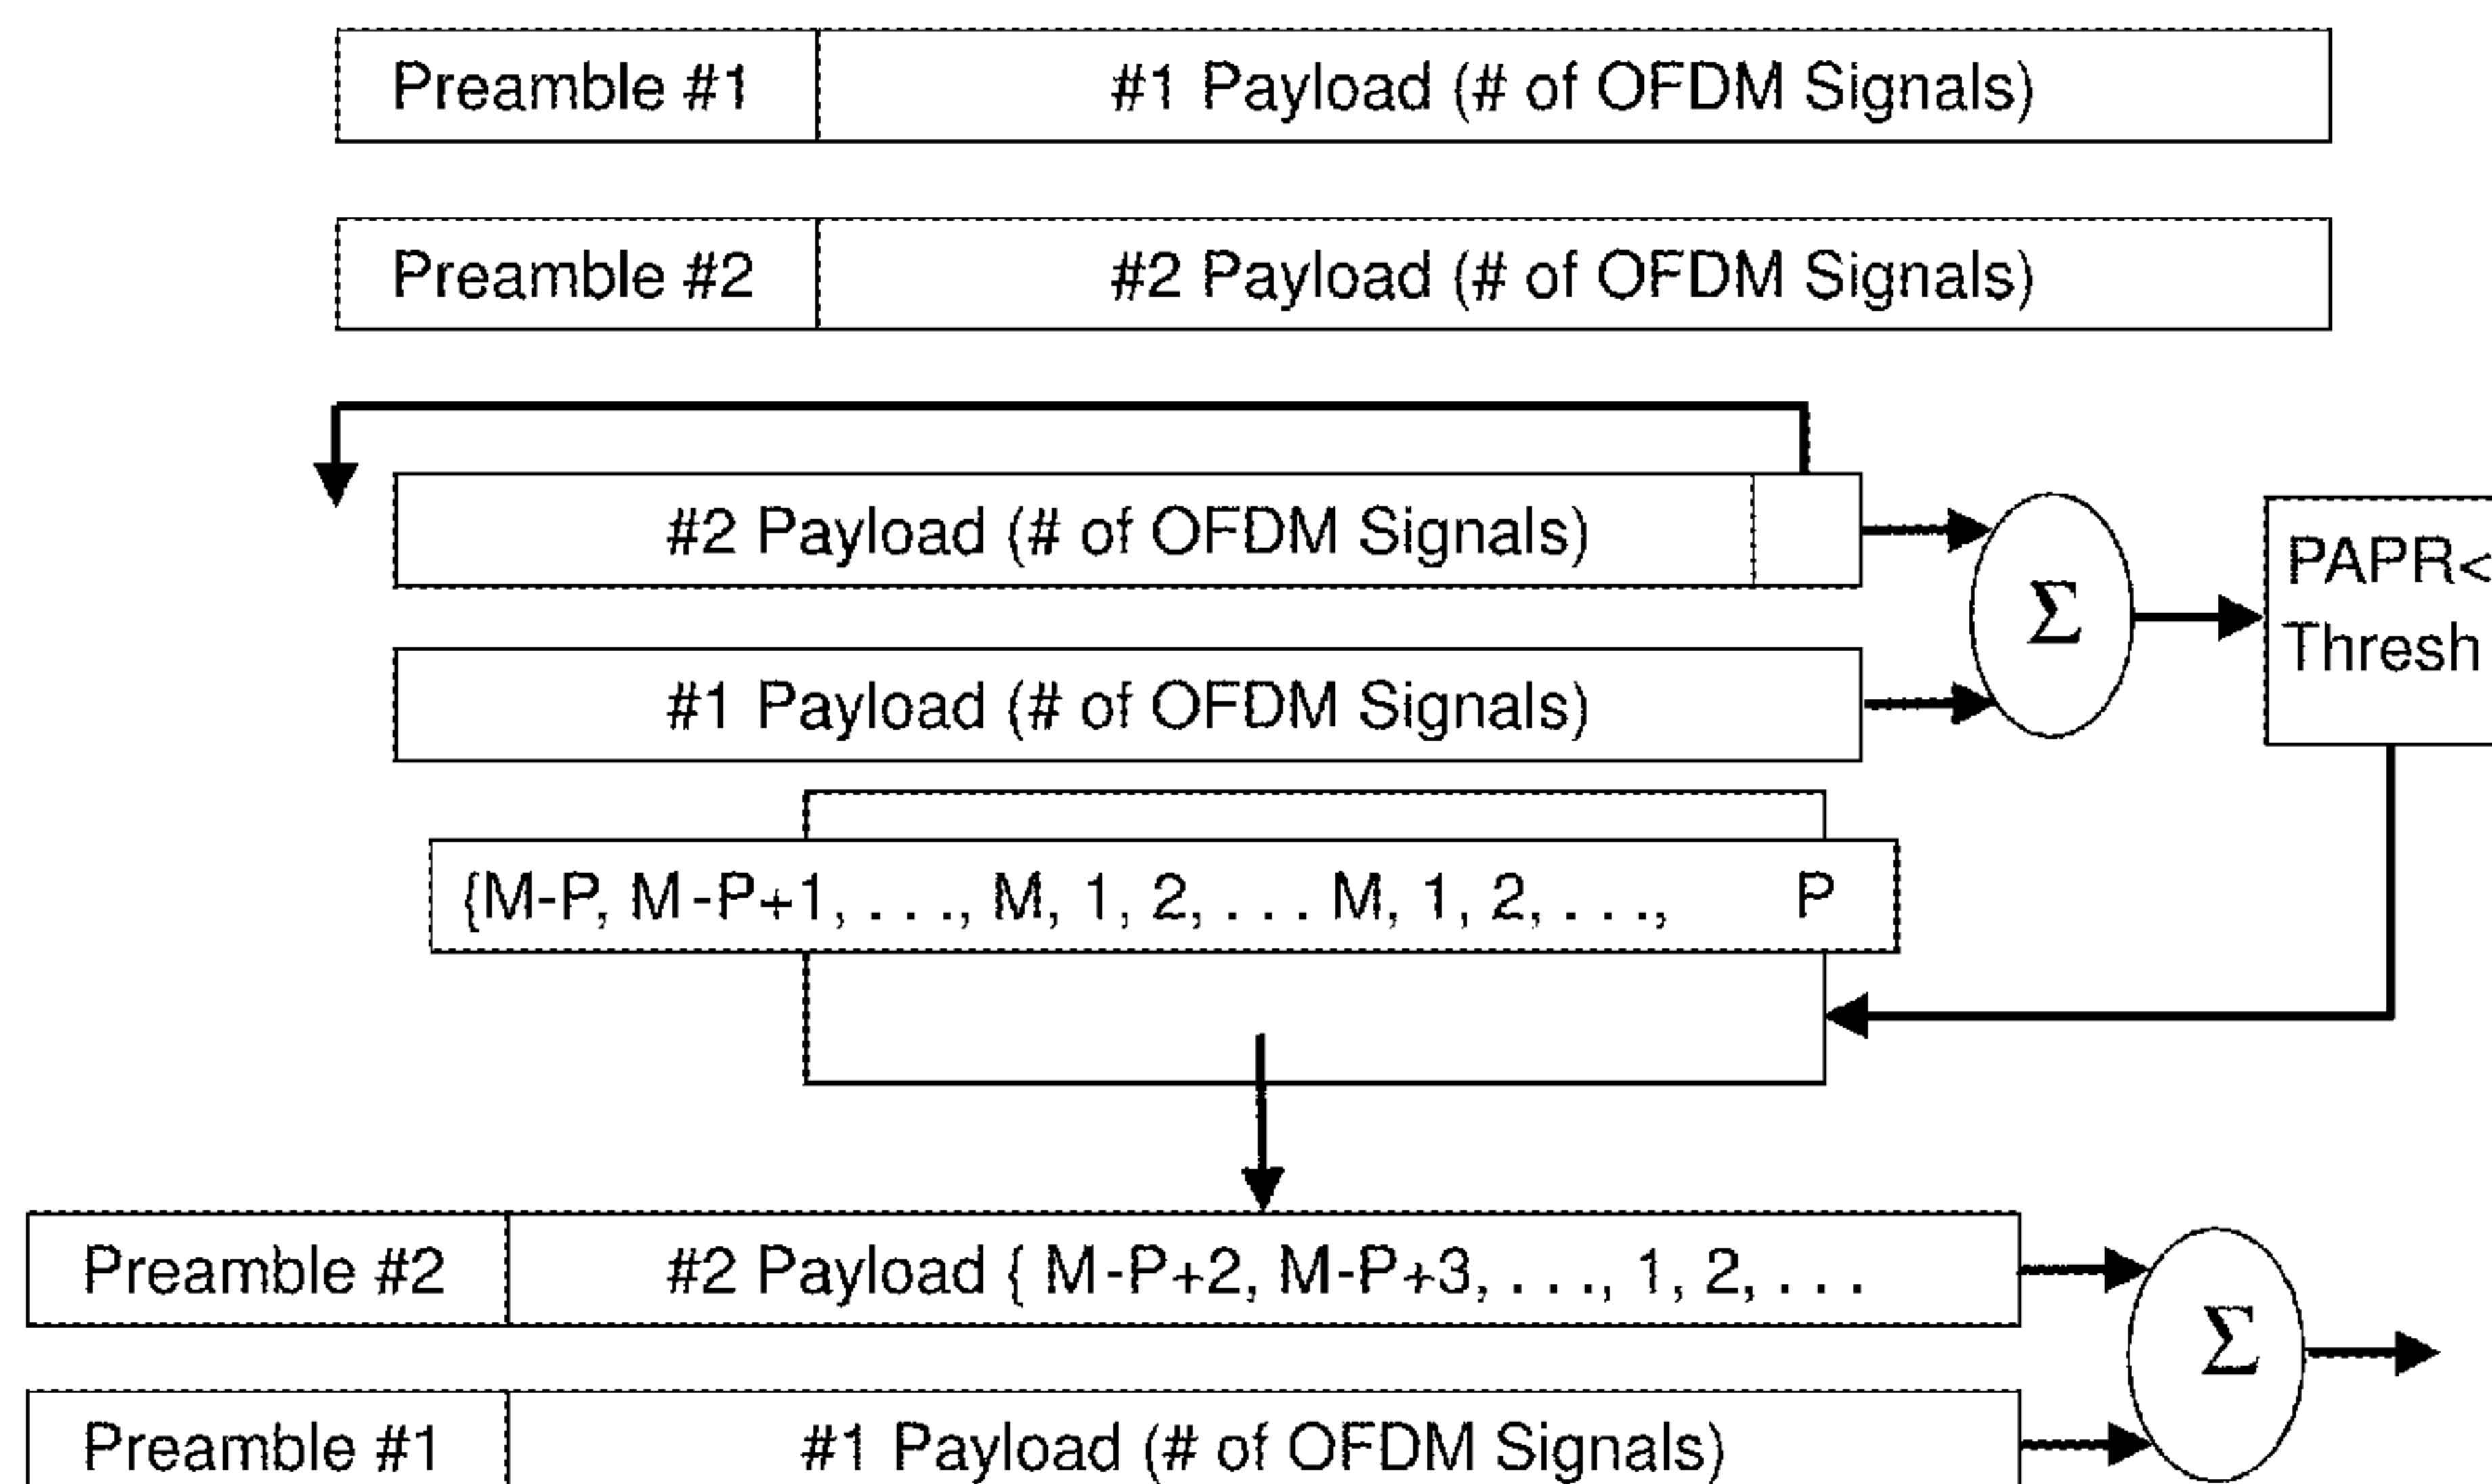 Preamble #1 #1 Payload (# of OFDM Signals)
Preamble #2 #2 Payload (# of OFDM Signals)
#2 Payload (# of OFDM Signals)
Σ
PAPR<
Thresh
#1 Payload (# of OFDM Signals)
{M-P, M-P+1, . . ., M, 1, 2, . . . M, 1, 2, . . ., P
Preamble #2 #2 Payload { M-P+2, M-P+3, . . ., 1, 2, . . .
Σ
Preamble #1 #1 Payload (# of OFDM Signals)